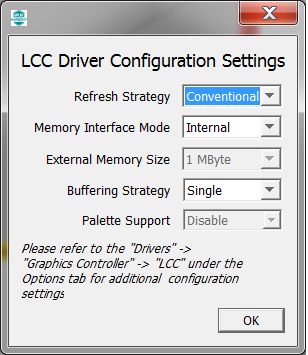 LCC Driver Configuration Settings
Refresh Strategy Conventional
Memory Interface Mode Internal
External Memory Size 1 MByte
Buffering Strategy Single
Palette Support Disable
Please refer to the "Drivers" ->
"Graphics Controller" -> "LCC" under the
Options tab for additional configuration
settings
OK